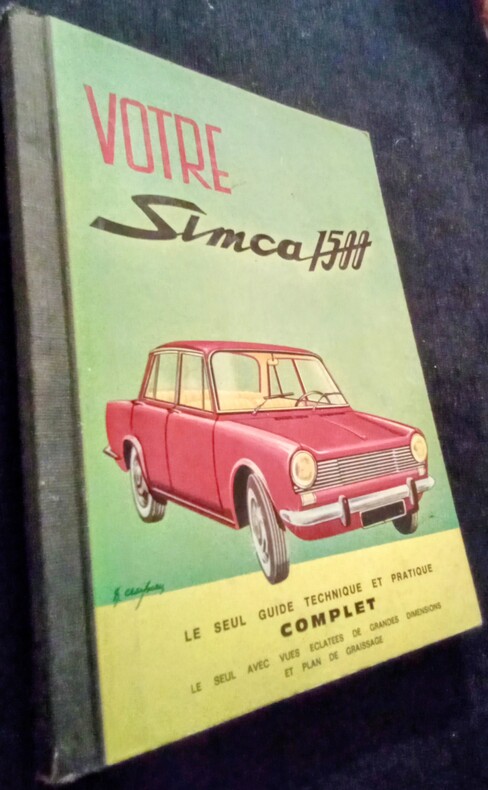 VOTRE
Simca 1500
LE SEUL GUIDE TECHNIQUE ET PRATIQUE
COMPLET
LE SEUL AVEC VUES ECLATEES DE GRANDES DIMENSIONS
ET PLAN DE GRAISSAGE